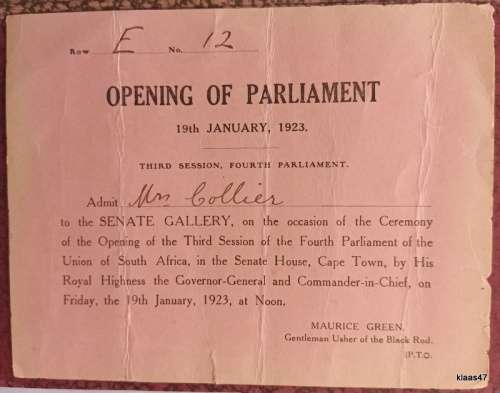 Row E No. 12
OPENING OF PARLIAMENT
19th JANUARY, 1923.
THIRD SESSION, FOURTH PARLIAMENT.
Admit Mrs Collier
to the SENATE GALLERY, on the occasion of the Ceremony
of the Opening of the Third Session of the Fourth Parliament of the
Union of South Africa, in the Senate House, Cape Town, by His
Royal Highness the Governor-General and Commander-in-Chief, on
Friday, the 19th January, 1923, at Noon.
MAURICE GREEN,
Gentleman Usher of the Black Rod.
(P.T.O.
klaas47